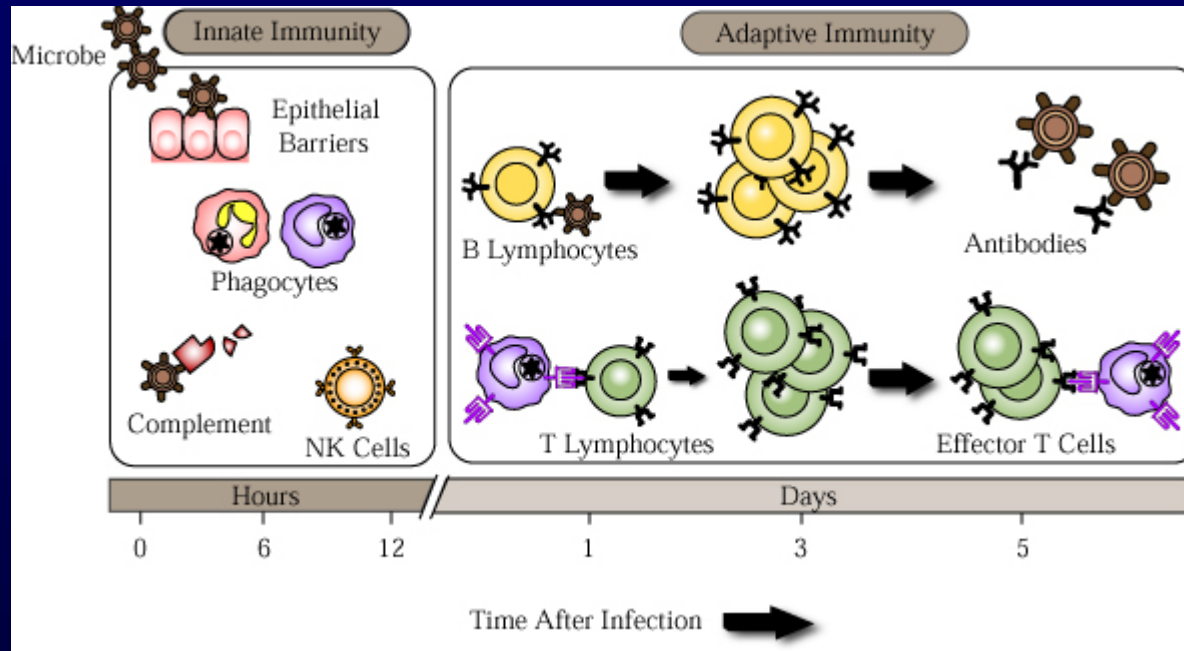 Microbe
Innate Immunity
Adaptive Immunity
Epithelial
Barriers
Phagocytes
Complement
NK Cells
B Lymphocytes
Antibodies
T Lymphocytes
Effector T Cells
Hours
Days
0 6 12 1 3 5
Time After Infection